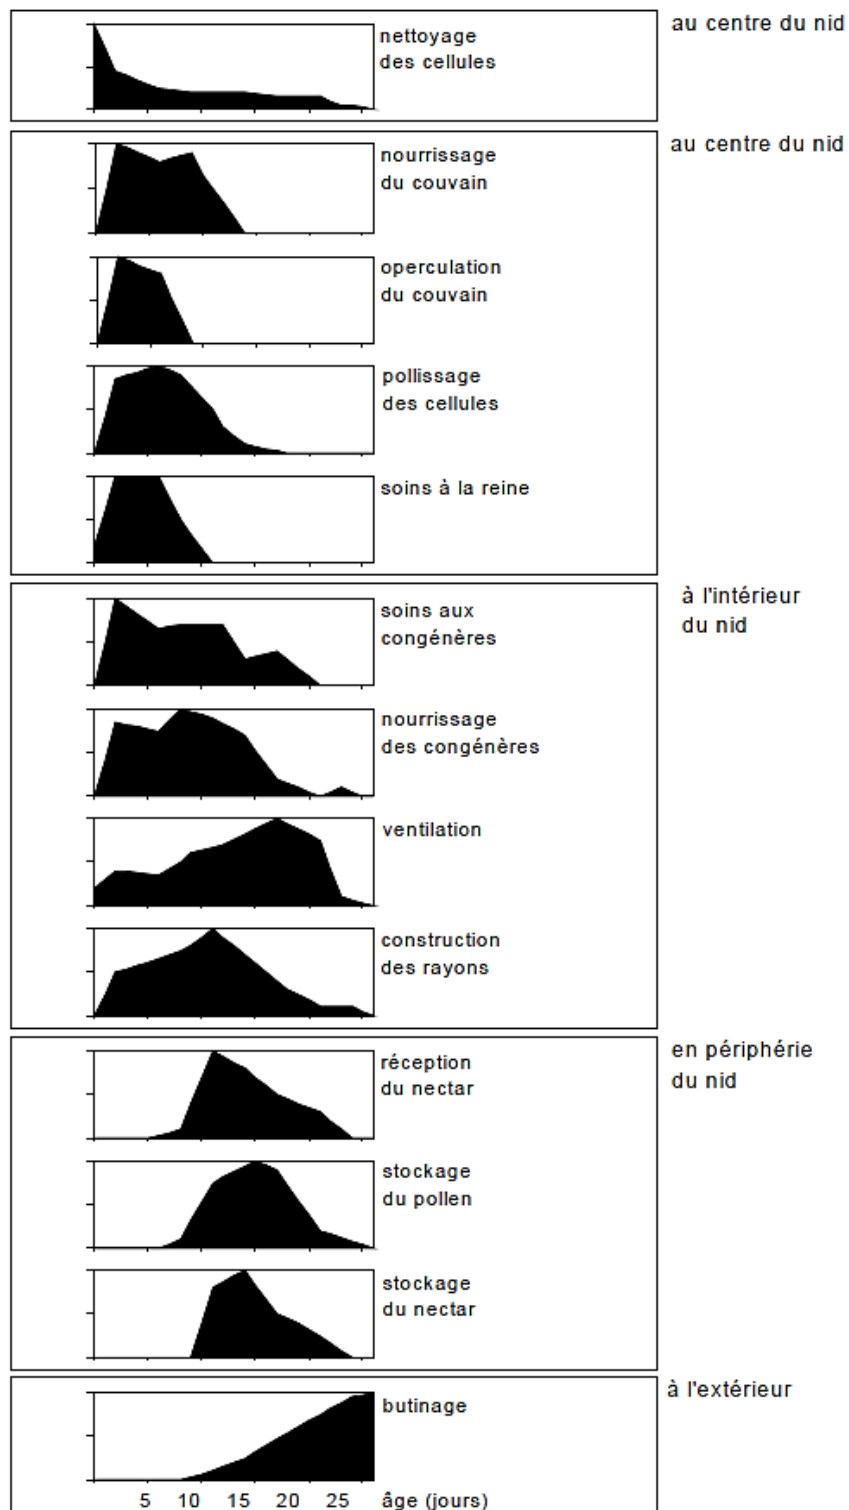 nettoyage
des cellules
au centre du nid
nourrissage
du couvain
au centre du nid
operculation
du couvain
pollissage
des cellules
soins à la reine
soins aux
congénères
à l'intérieur
du nid
nourrissage
des congénères
ventilation
construction
des rayons
réception
du nectar
en périphérie
du nid
stockage
du pollen
stockage
du nectar
butinage
à l'extérieur
5 10 15 20 25 âge (jours)